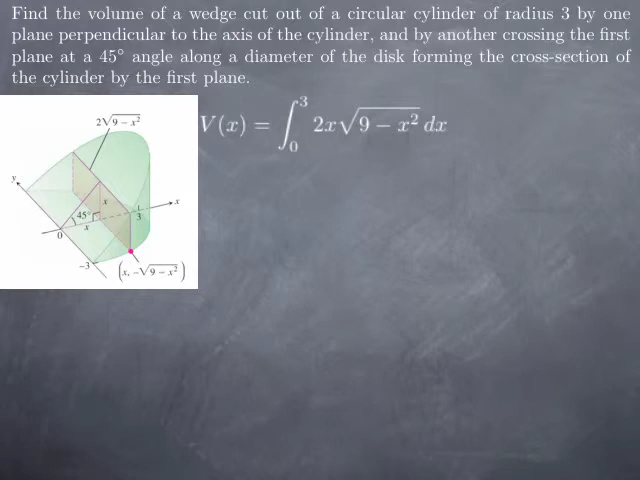 Find the volume of a wedge cut out of a circular cylinder of radius 3 by one
plane perpendicular to the axis of the cylinder, and by another crossing the first
plane at a 45° angle along a diameter of the disk forming the cross-section of
the cylinder by the first plane.
2√9 − x²
V(x) = ∫₀³ 2x√9 − x² dx
y
x
x
45°
3
x
0
−3
(x, −√9 − x²)